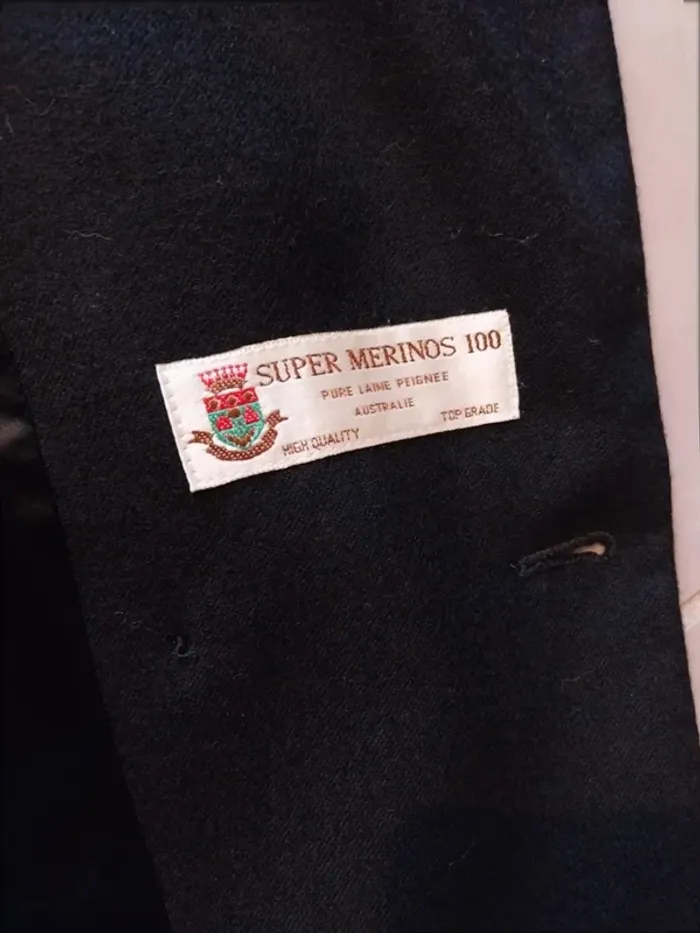 SUPER MERINOS 100
PURE LAINE PEIGNEE
AUSTRALIE
HIGH QUALITY
TOP GRADE